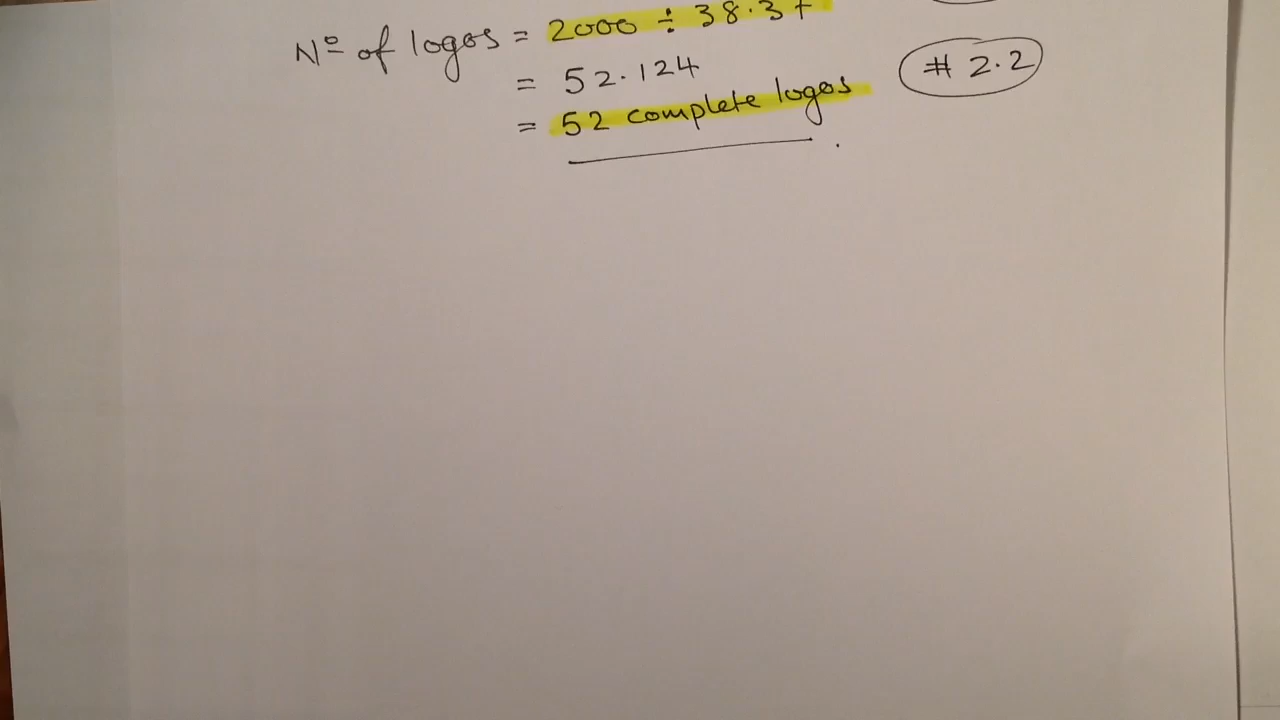 Nº of logos = 2000 ÷ 38.37
= 52.124
# 2.2
= 52 complete logos